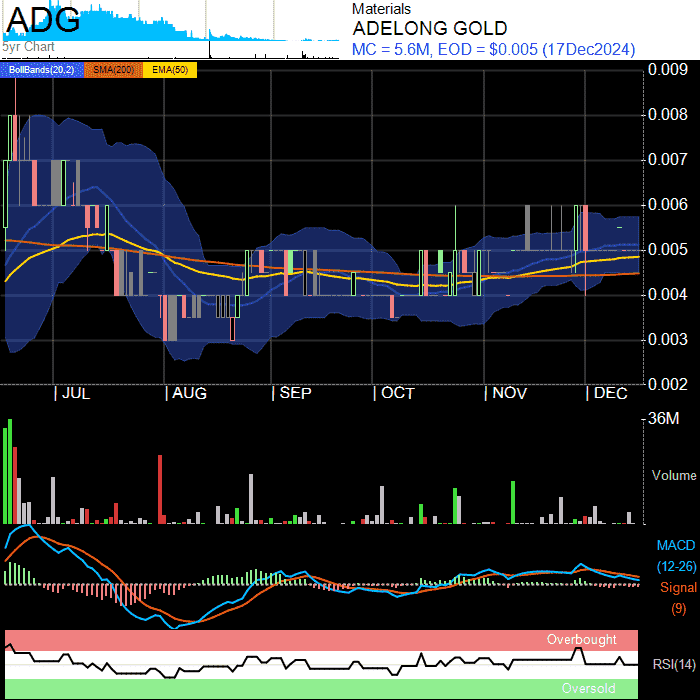 ADG
5yr Chart
Materials
ADELONG GOLD
MC = 5.6M, EOD = $0.005 (17Dec2024)
BollBands(20,2) SMA(200) EMA(50)
0.009
0.008
0.007
0.006
0.005
0.004
0.003
0.002
| JUL | AUG | SEP | OCT | NOV | DEC
36M
Volume
MACD
(12-26)
Signal
(9)
Overbought
RSI(14)
Oversold